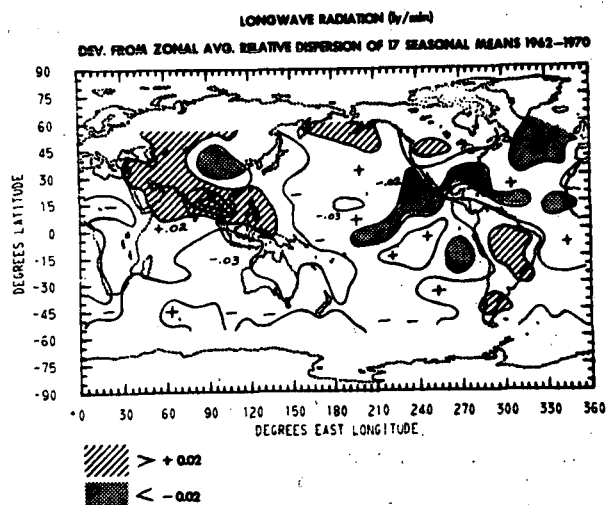 LONGWAVE RADIATION (ly/min)
DEV. FROM ZONAL AVG. RELATIVE DISPERSION OF 17 SEASONAL MEANS 1962-1970
DEGREES LATITUDE
90
75
60
45
30
15
0
-15
-30
-45
-60
-75
-90
+.02
-.03
-.03
-.02
0 30 60 90 120 150 180 210 240 270 300 330 360
DEGREES EAST LONGITUDE
> + 0.02
< - 0.02